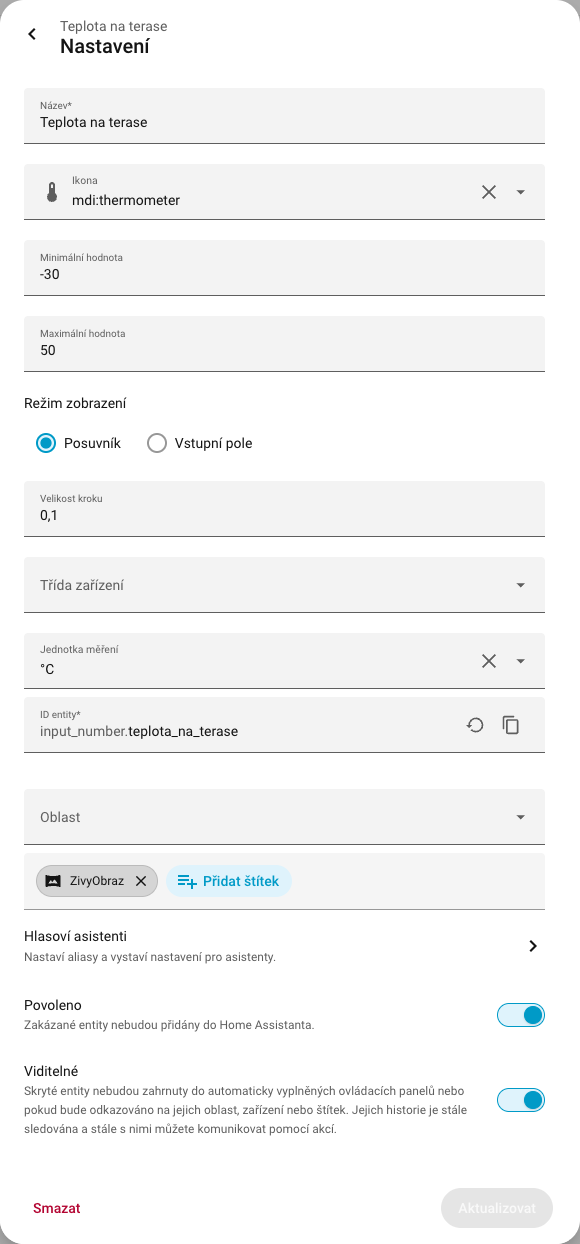 Teplota na terase
Nastavení
Název*
Teplota na terase
Ikona
mdi:thermometer
Minimální hodnota
-30
Maximální hodnota
50
Režim zobrazení
Posuvník
Vstupní pole
Velikost kroku
0,1
Třída zařízení
Jednotka měření
°C
ID entity*
input_number.teplota_na_terase
Oblast
ZivyObraz
Přidat štítek
Hlasoví asistenti
Nastaví aliasy a vystaví nastavení pro asistenty.
Povoleno
Zakázané entity nebudou přidány do Home Assistanta.
Viditelné
Skryté entity nebudou zahrnuty do automaticky vyplněných ovládacích panelů nebo
pokud bude odkazováno na jejich oblast, zařízení nebo štítek. Jejich historie je stále
sledována a stále s nimi můžete komunikovat pomocí akcí.
Smazat
Aktualizovat